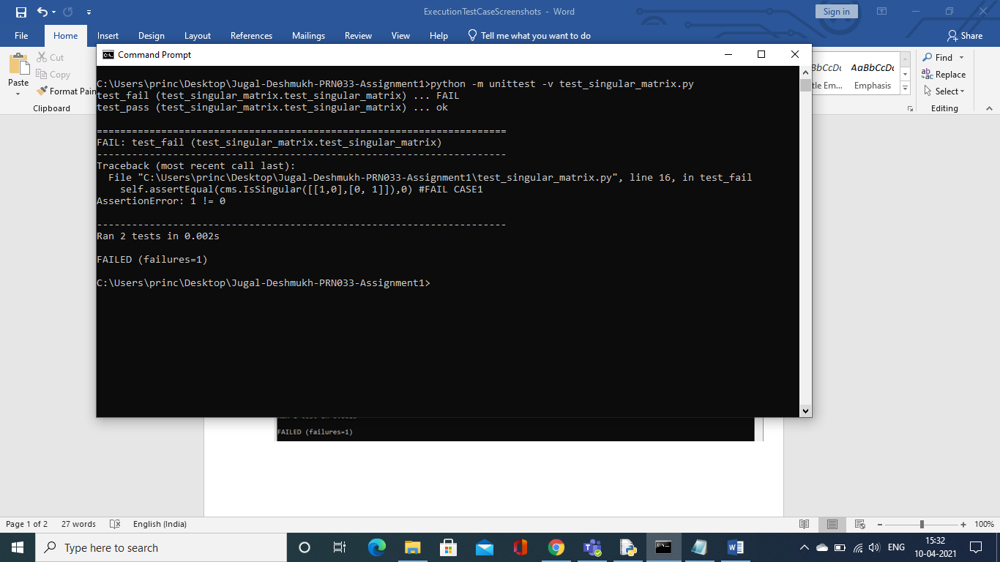 ExecutionTestCaseScreenshots - Word
Sign in
File
Home
Insert
Design
Layout
References
Mailings
Review
View
Help
Tell me what you want to do
Share
Paste
Cut
Copy
Format Pain
Clipboard
AaBbCcDc
Emphasis
Find
Replace
Select
Editing
Command Prompt
C:\Users\princ\Desktop\Jugal-Deshmukh-PRN033-Assignment1>python -m unittest -v test_singular_matrix.py
test_fail (test_singular_matrix.test_singular_matrix) ... FAIL
test_pass (test_singular_matrix.test_singular_matrix) ... ok
======================================================================
FAIL: test_fail (test_singular_matrix.test_singular_matrix)
----------------------------------------------------------------------
Traceback (most recent call last):
File "C:\Users\princ\Desktop\Jugal-Deshmukh-PRN033-Assignment1\test_singular_matrix.py", line 16, in test_fail
self.assertEqual(cms.IsSingular([[1,0],[0, 1]]),0) #FAIL CASE1
AssertionError: 1 != 0
----------------------------------------------------------------------
Ran 2 tests in 0.002s
FAILED (failures=1)
C:\Users\princ\Desktop\Jugal-Deshmukh-PRN033-Assignment1>
FAILED (failures=1)
Page 1 of 2
27 words
English (India)
100%
Type here to search
ENG
15:32
10-04-2021